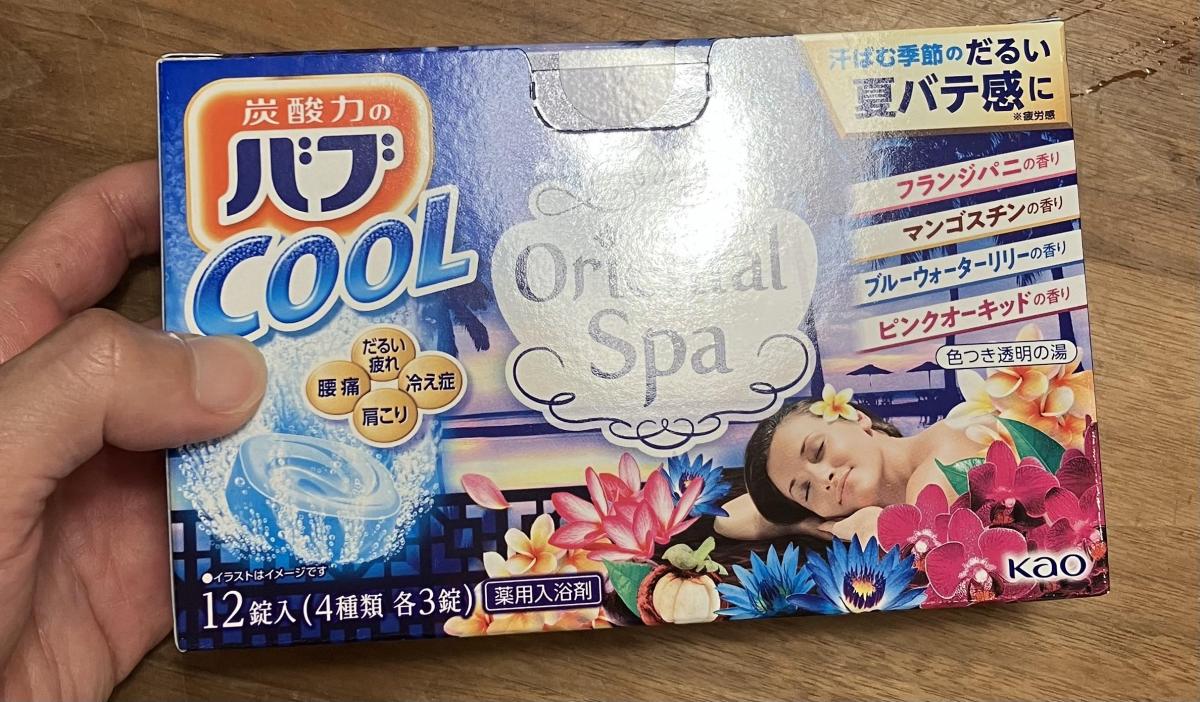 炭酸力の
バブ
COOL
汗ばむ季節のだるい
夏バテ感に
※疲労感
フランジパニの香り
マンゴスチンの香り
ブルーウォーターリリーの香り
ピンクオーキッドの香り
色つき透明の湯
Oriental
Spa
だるい
疲れ
腰痛
冷え症
肩こり
●イラストはイメージです
12錠入(4種類 各3錠)
薬用入浴剤
Kao